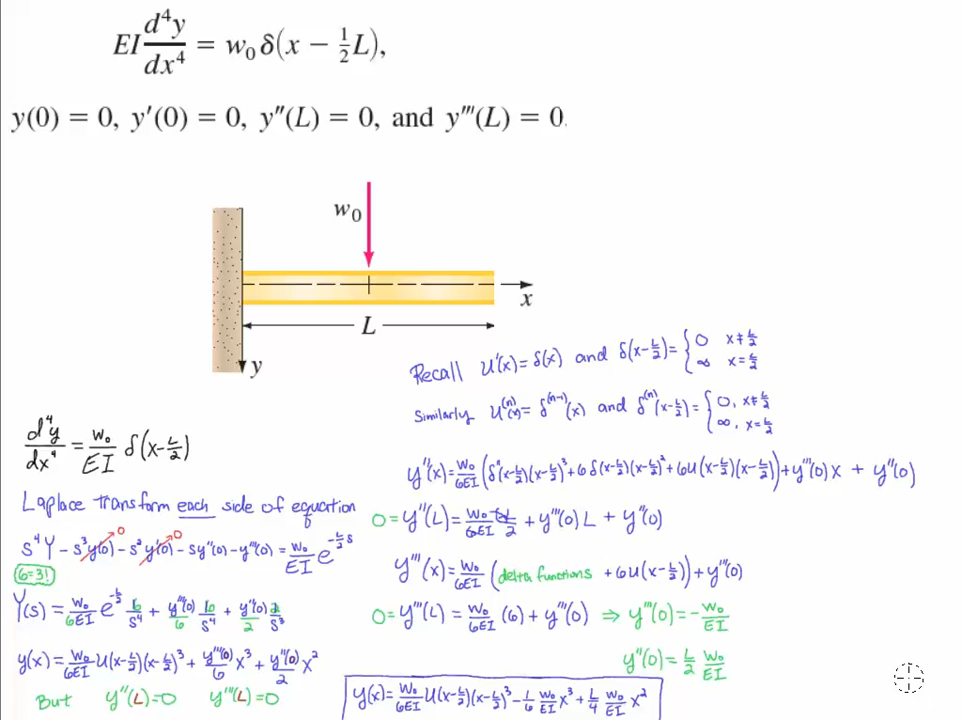 EI d⁴y/dx⁴ = w₀ δ(x − ½L),
y(0) = 0, y′(0) = 0, y″(L) = 0, and y‴(L) = 0.
w₀
x
L
y
Recall u'(x) = δ(x) and δ(x-L/2) = { 0 x≠L/2
∞ x=L/2
Similarly u⁽ⁿ⁾(x) = δ⁽ⁿ⁻¹⁾(x) and δ⁽ⁿ⁾(x-L/2) = { 0, x≠L/2
∞, x=L/2
d⁴y/dx⁴ = w₀/EI δ(x-L/2)
Laplace transform each side of equation
s⁴Y - s³y(0) - s²y'(0) - sy''(0) - y'''(0) = w₀/EI e^(-L/2 s)
0
0
6=3!
Y(s) = w₀/6EI e^(-L/2 s) 6/s⁴ + y'''(0)/6 6/s⁴ + y''(0)/2 2/s³
y(x) = w₀/6EI u(x-L/2)(x-L/2)³ + y'''(0)/6 x³ + y''(0)/2 x²
But y''(L)=0 y'''(L)=0
y''(x) = w₀/6EI (δ'(x-L/2)(x-L/2)³ + 6δ(x-L/2)(x-L/2)² + 6u(x-L/2)(x-L/2)) + y'''(0)x + y''(0)
0 = y''(L) = w₀/6EI 6L/2 + y'''(0)L + y''(0)
y'''(x) = w₀/6EI (delta functions + 6u(x-L/2)) + y'''(0)
0 = y'''(L) = w₀/6EI (6) + y'''(0) ⇒ y'''(0) = -w₀/EI
y''(0) = L/2 w₀/EI
y(x) = w₀/6EI u(x-L/2)(x-L/2)³ - 1/6 w₀/EI x³ + L/4 w₀/EI x²